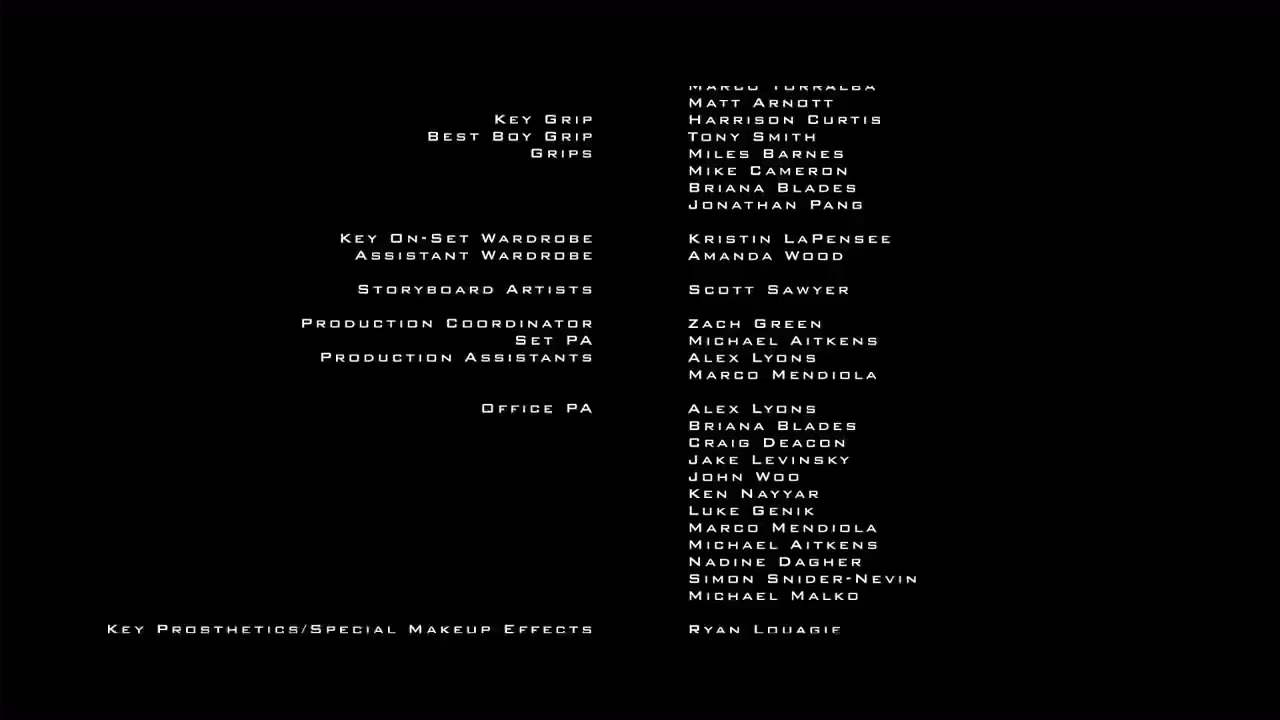 Marco Torralba
Matt Arnott
Key Grip Harrison Curtis
Best Boy Grip Tony Smith
Grips Miles Barnes
Mike Cameron
Briana Blades
Jonathan Pang
Key On-Set Wardrobe Kristin LaPensee
Assistant Wardrobe Amanda Wood
Storyboard Artists Scott Sawyer
Production Coordinator Zach Green
Set PA Michael Aitkens
Production Assistants Alex Lyons
Marco Mendiola
Office PA Alex Lyons
Briana Blades
Craig Deacon
Jake Levinsky
John Woo
Ken Nayyar
Luke Genik
Marco Mendiola
Michael Aitkens
Nadine Dagher
Simon Snider-Nevin
Michael Malko
Key Prosthetics/Special Makeup Effects Ryan Louagie